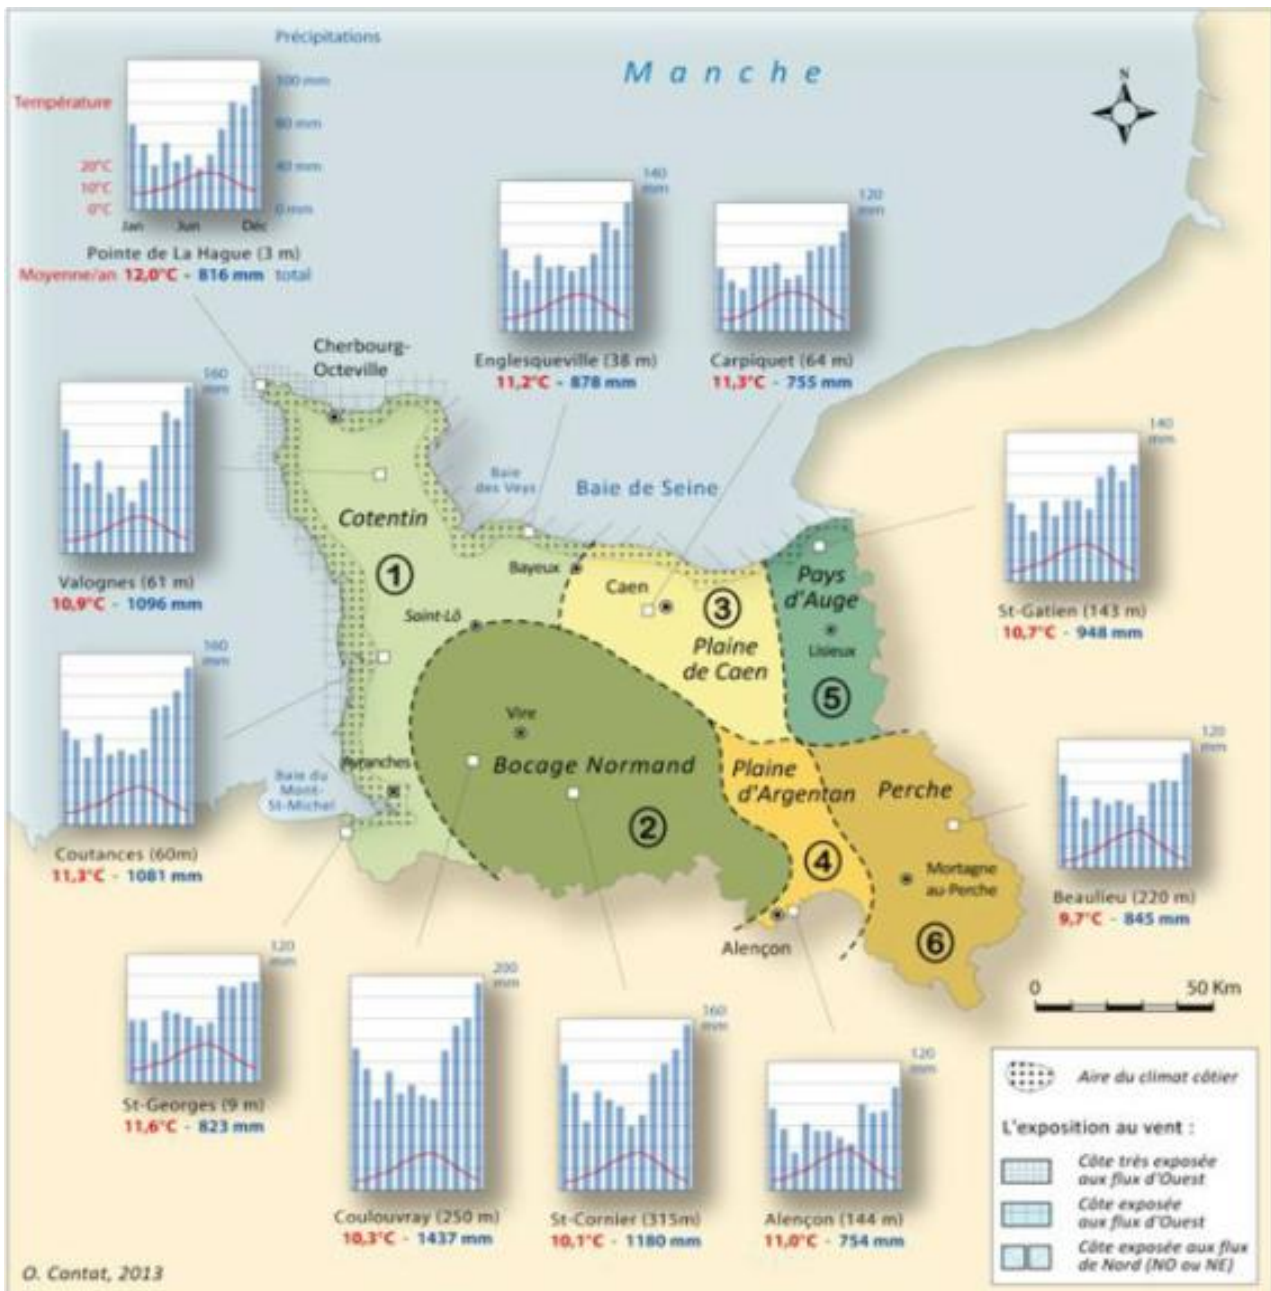 Précipitations
100 mm
Température
80 mm
20°C
40 mm
10°C
0°C
0 mm
Jan Jun Déc
Pointe de La Hague (3 m)
Moyenne/an 12,0°C - 816 mm total
Manche
N
140
mm
Englesqueville (38 m)
11,2°C - 878 mm
120
mm
Carpiquet (64 m)
11,3°C - 755 mm
Cherbourg-
Octeville
160
mm
Valognes (61 m)
10,9°C - 1096 mm
140
mm
St-Gatien (143 m)
10,7°C - 948 mm
Baie
des Veys
Baie de Seine
Cotentin
1
Bayeux
Caen
3
Plaine
de Caen
Pays
d'Auge
Lisieux
5
Saint-Lô
160
mm
Coutances (60m)
11,3°C - 1081 mm
Vire
Bocage Normand
2
Avranches
Baie du
Mont-
St-Michel
Plaine
d'Argentan
4
Perche
Mortagne
au-Perche
6
Alençon
120
mm
Beaulieu (220 m)
9,7°C - 845 mm
0 50 Km
120
mm
St-Georges (9 m)
11,6°C - 823 mm
200
mm
Coulouvray (250 m)
10,3°C - 1437 mm
160
mm
St-Cornier (315m)
10,1°C - 1180 mm
120
mm
Alençon (144 m)
11,0°C - 754 mm
Aire du climat côtier
L'exposition au vent :
Côte très exposée
aux flux d'Ouest
Côte exposée
aux flux d'Ouest
Côte exposée aux flux
de Nord (NO ou NE)
O. Cantat, 2013